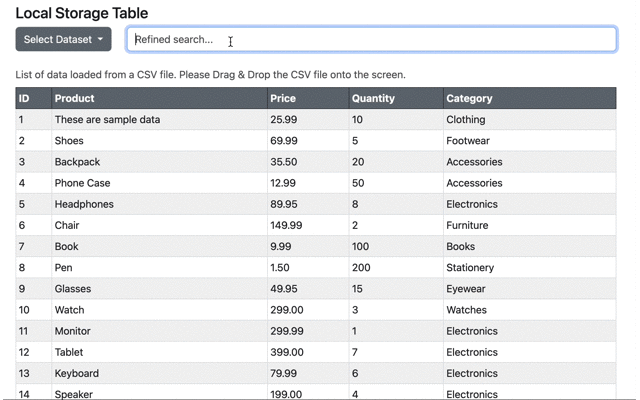 Local Storage Table
Select Dataset Refined search...
List of data loaded from a CSV file. Please Drag & Drop the CSV file onto the screen.
ID Product Price Quantity Category
1 These are sample data 25.99 10 Clothing
2 Shoes 69.99 5 Footwear
3 Backpack 35.50 20 Accessories
4 Phone Case 12.99 50 Accessories
5 Headphones 89.95 8 Electronics
6 Chair 149.99 2 Furniture
7 Book 9.99 100 Books
8 Pen 1.50 200 Stationery
9 Glasses 49.95 15 Eyewear
10 Watch 299.00 3 Watches
11 Monitor 299.99 1 Electronics
12 Tablet 399.00 7 Electronics
13 Keyboard 79.99 6 Electronics
14 Speaker 199.00 4 Electronics